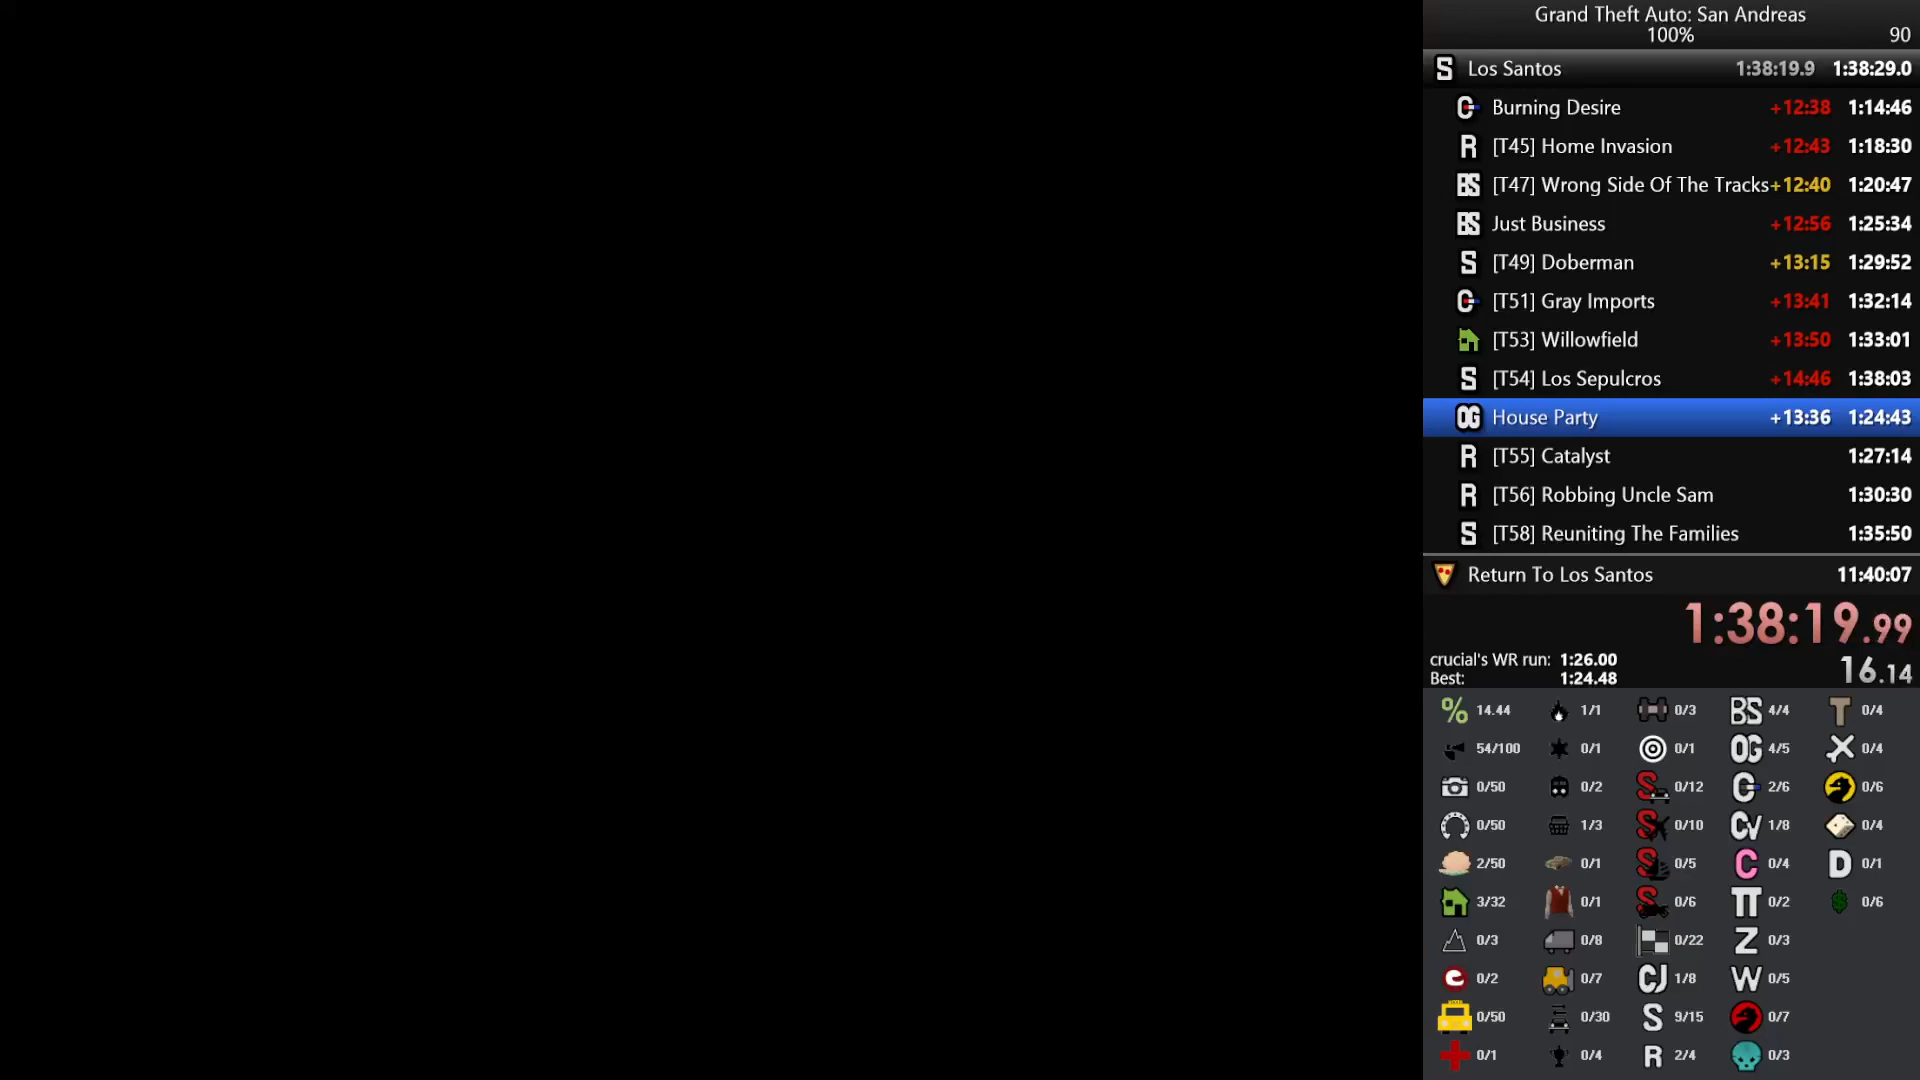 Grand Theft Auto: San Andreas
100% 90
S Los Santos 1:38:19.9 1:38:29.0
C Burning Desire +12:38 1:14:46
R [T45] Home Invasion +12:43 1:18:30
BS [T47] Wrong Side Of The Tracks +12:40 1:20:47
BS Just Business +12:56 1:25:34
S [T49] Doberman +13:15 1:29:52
C [T51] Gray Imports +13:41 1:32:14
[T53] Willowfield +13:50 1:33:01
S [T54] Los Sepulcros +14:46 1:38:03
OG House Party +13:36 1:24:43
R [T55] Catalyst 1:27:14
R [T56] Robbing Uncle Sam 1:30:30
S [T58] Reuniting The Families 1:35:50
Return To Los Santos 11:40:07
1:38:19.99
crucial's WR run: 1:26.00
Best: 1:24.48
16.14
% 14.44 1/1 0/3 BS 4/4 T 0/4
54/100 0/1 0/1 OG 4/5 0/4
0/50 0/2 S 0/12 C 2/6 0/6
0/50 1/3 S 0/10 CV 1/8 0/4
2/50 0/1 S 0/5 C 0/4 D 0/1
3/32 0/1 S 0/6 TT 0/2 $ 0/6
0/3 0/8 0/22 Z 0/3
e 0/2 0/7 CJ 1/8 W 0/5
0/50 0/30 S 9/15 0/7
0/1 0/4 R 2/4 0/3